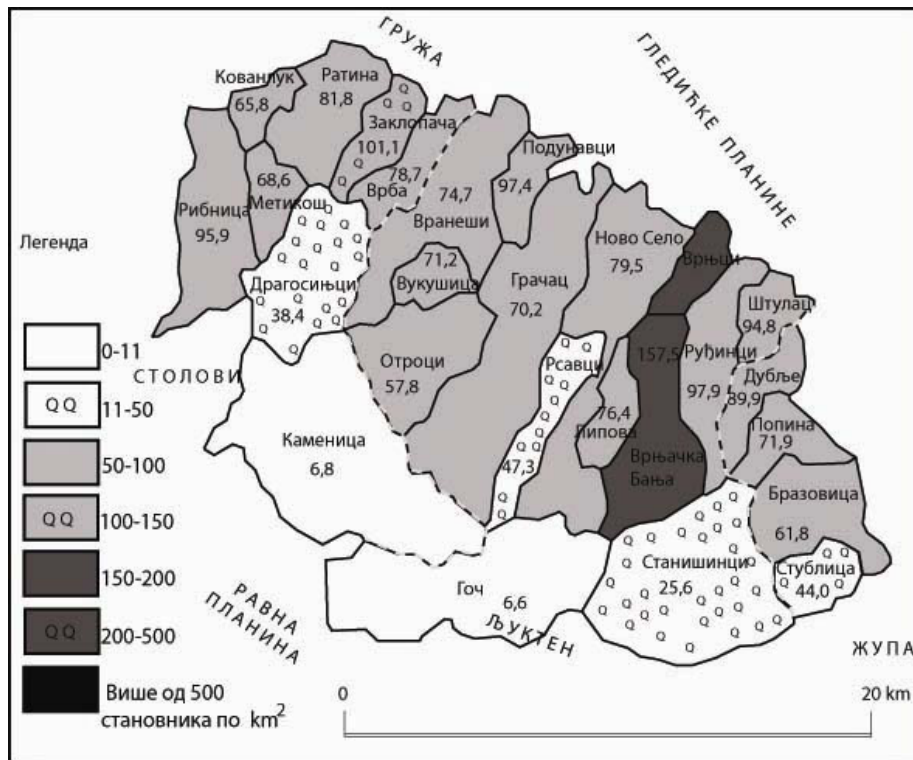 ГРУЖА
ГЛЕДИЋКЕ ПЛАНИНЕ
Кованлук
65,8
Ратина
81,8
Заклопача
101,1
Подунавци
97,4
78,7
Врба
74,7
Вранеши
68,6
Метикош
Рибница
95,9
Ново Село
79,5
Врњци
Легенда
71,2
Вукушица
Грачац
70,2
Драгосињци
38,4
Штулац
94,8
0-11
Отроци
57,8
Рсавци
157,5
Руђинци
97,9
Дубље
89,9
СТОЛОВИ
Q Q
11-50
76,4
Липова
Попина
71,9
Каменица
6,8
50-100
47,3
Врњачка
Бања
Бразовица
61,8
Q Q
100-150
Станишинци
25,6
Стублица
44,0
150-200
Гоч
6,6
РАВНА
ПЛАНИНА
ЉУКТЕН
Q Q
200-500
ЖУПА
Више од 500
становника по km²
0
20 km